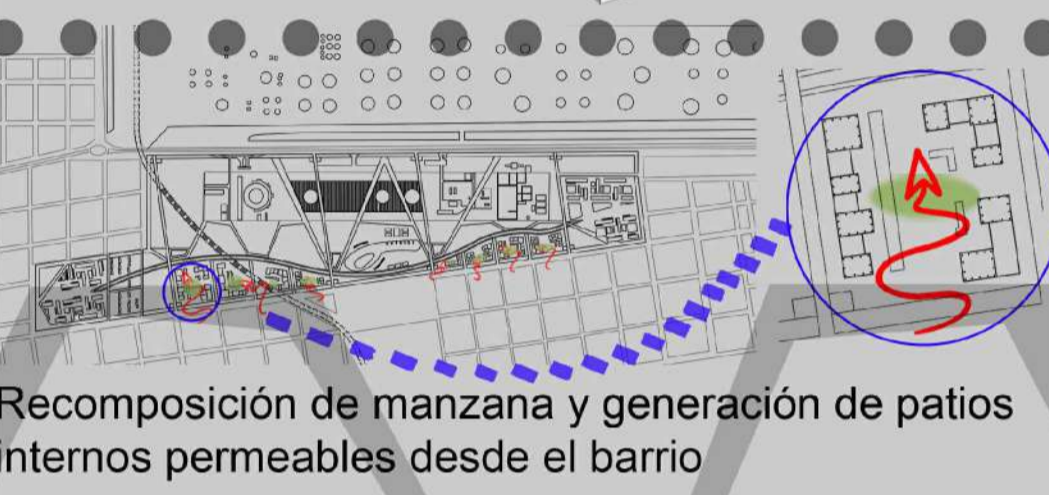 Recomposición de manzana y generación de patios
internos permeables desde el barrio